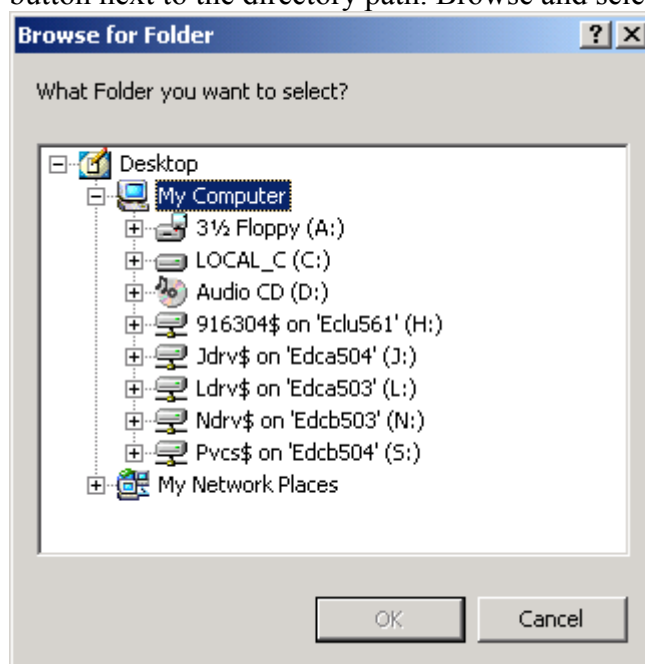 button next to the directory path. Browse and sele
Browse for Folder
What Folder you want to select?
Desktop
My Computer
3½ Floppy (A:)
LOCAL_C (C:)
Audio CD (D:)
916304$ on 'Eclu561' (H:)
Jdrv$ on 'Edca504' (J:)
Ldrv$ on 'Edca503' (L:)
Ndrv$ on 'Edcb503' (N:)
Pvcs$ on 'Edcb504' (S:)
My Network Places
OK Cancel